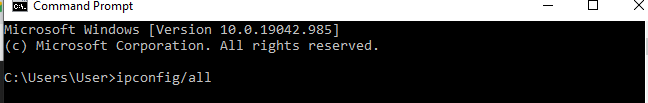 Command Prompt
Microsoft Windows [Version 10.0.19042.985]
(c) Microsoft Corporation. All rights reserved.
C:\Users\User>ipconfig/all